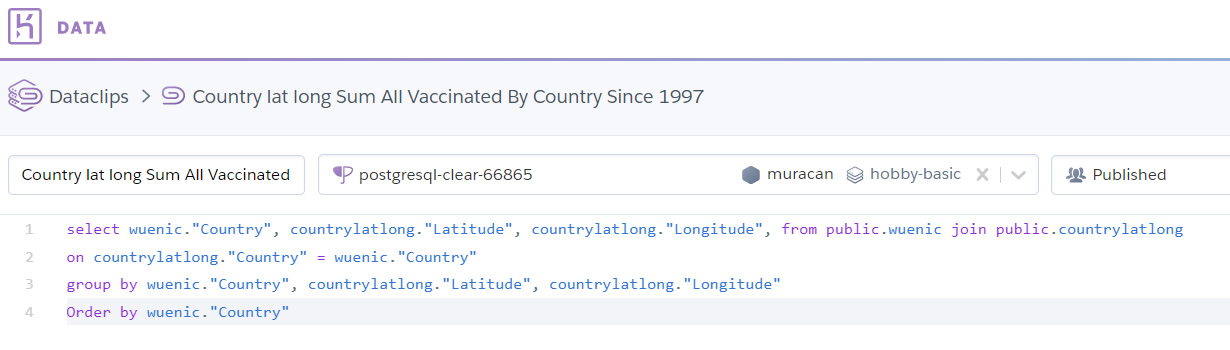 DATA
Dataclips > Country lat long Sum All Vaccinated By Country Since 1997
Country lat long Sum All Vaccinated postgresql-clear-66865 muracan hobby-basic Published
1 select wuenic."Country", countrylatlong."Latitude", countrylatlong."Longitude", from public.wuenic join public.countrylatlong
2 on countrylatlong."Country" = wuenic."Country"
3 group by wuenic."Country", countrylatlong."Latitude", countrylatlong."Longitude"
4 Order by wuenic."Country"